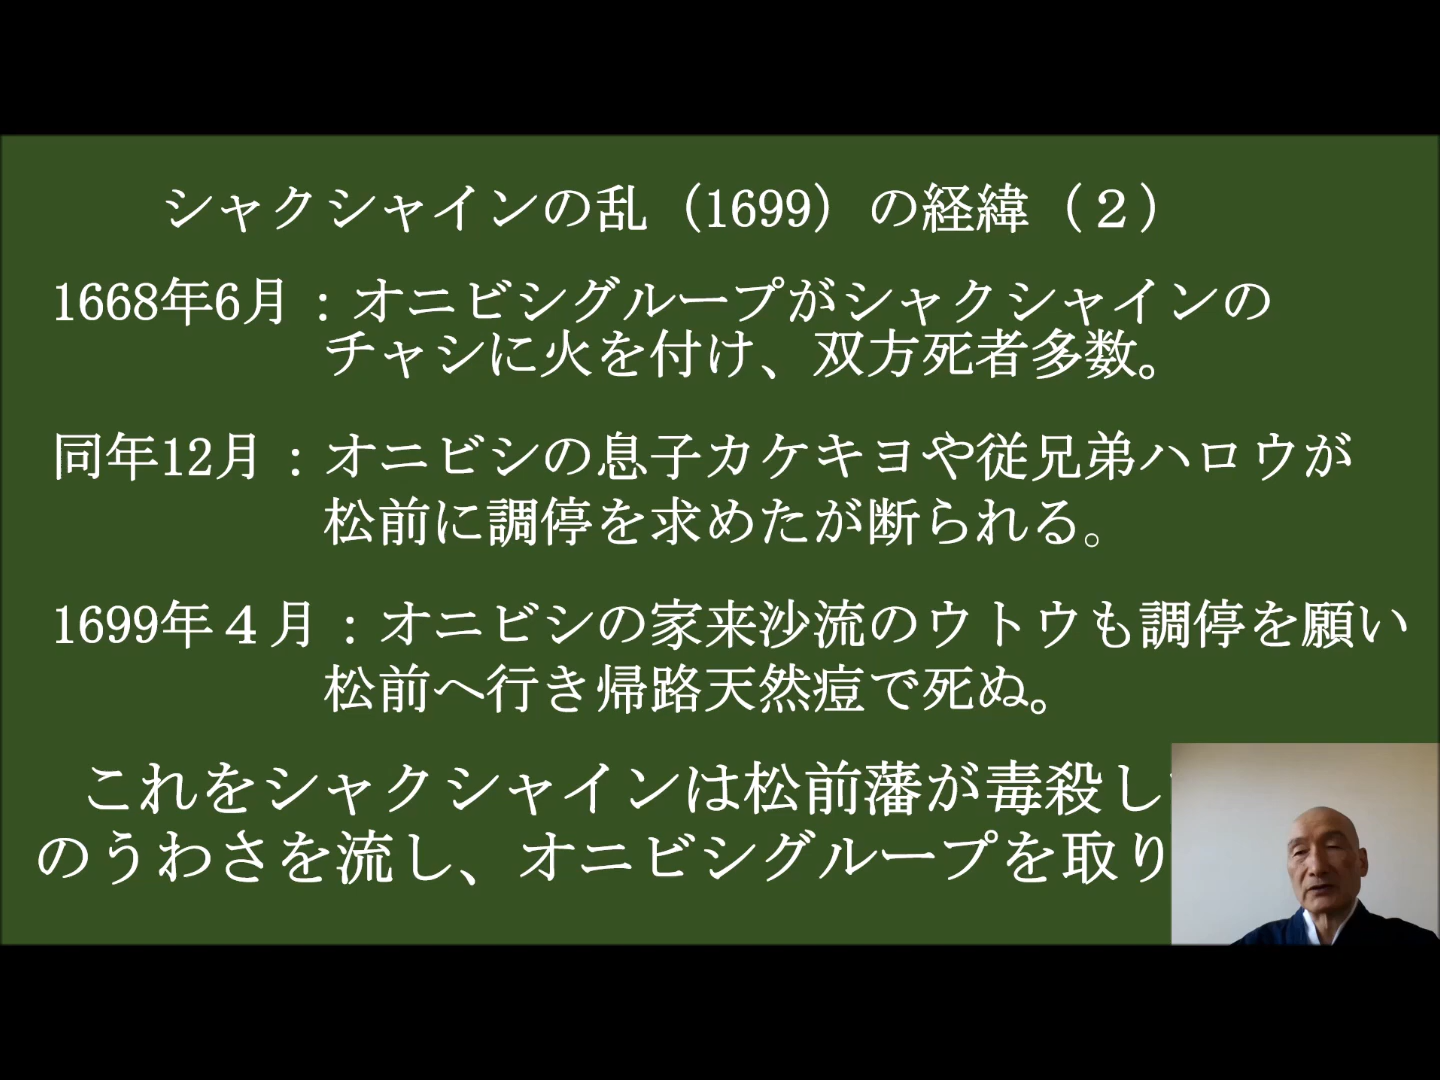 シャクシャインの乱（1699）の経緯（２）
1668年6月：オニビシグループがシャクシャインの
チャシに火を付け、双方死者多数。
同年12月：オニビシの息子カケキヨや従兄弟ハロウが
松前に調停を求めたが断られる。
1699年４月：オニビシの家来沙流のウトウも調停を願い
松前へ行き帰路天然痘で死ぬ。
これをシャクシャインは松前藩が毒殺し
のうわさを流し、オニビシグループを取り